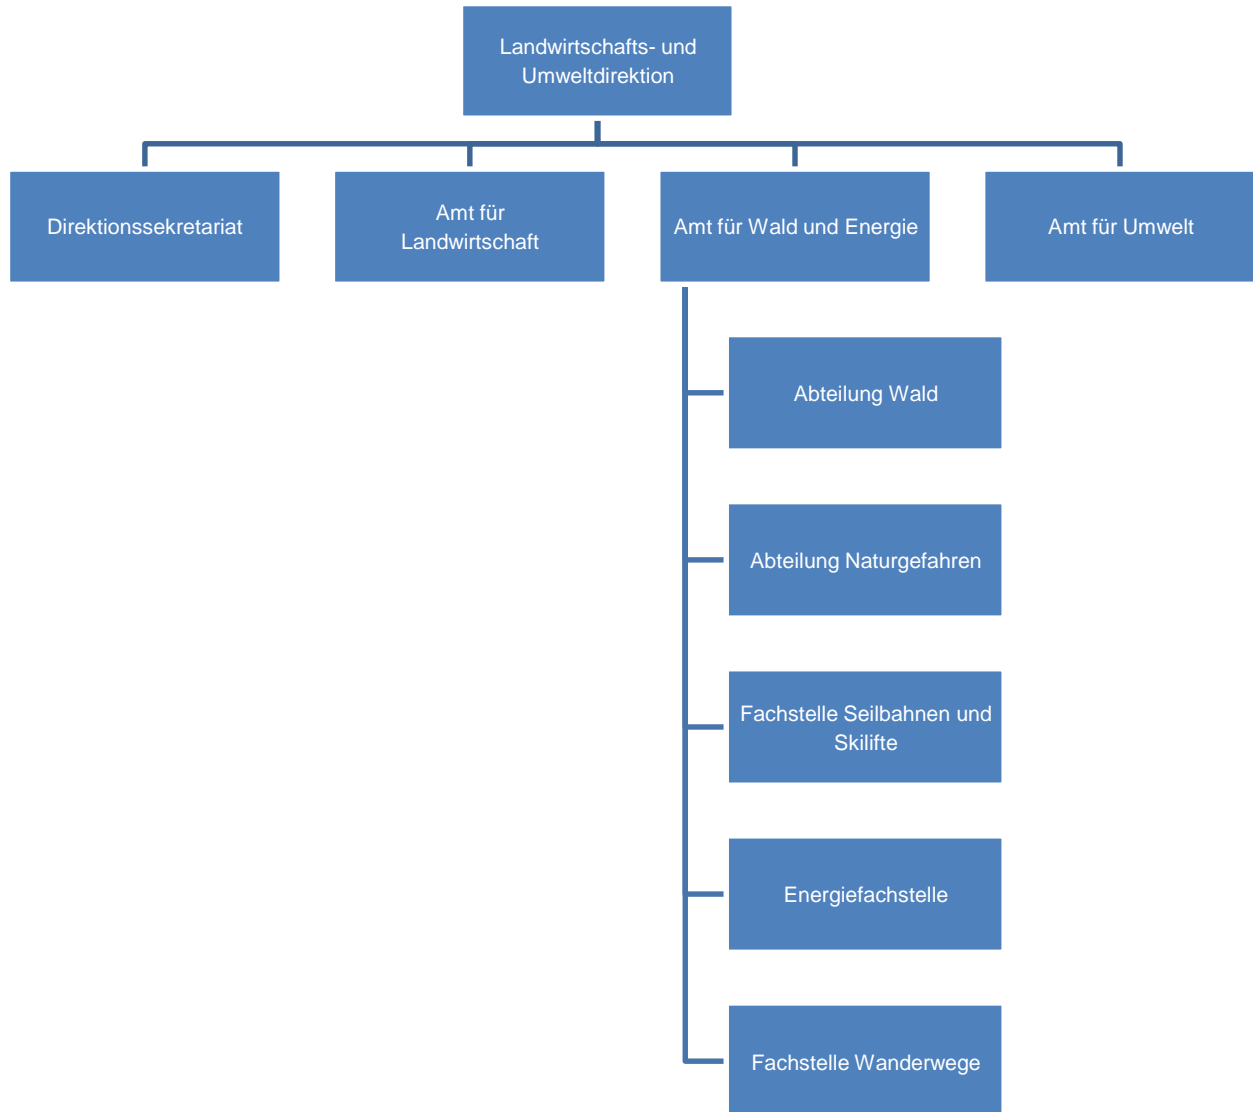 Landwirtschafts- und
Umweltdirektion
Direktionssekretariat
Amt für
Landwirtschaft
Amt für Wald und Energie
Amt für Umwelt
Abteilung Wald
Abteilung Naturgefahren
Fachstelle Seilbahnen und
Skilifte
Energiefachstelle
Fachstelle Wanderwege